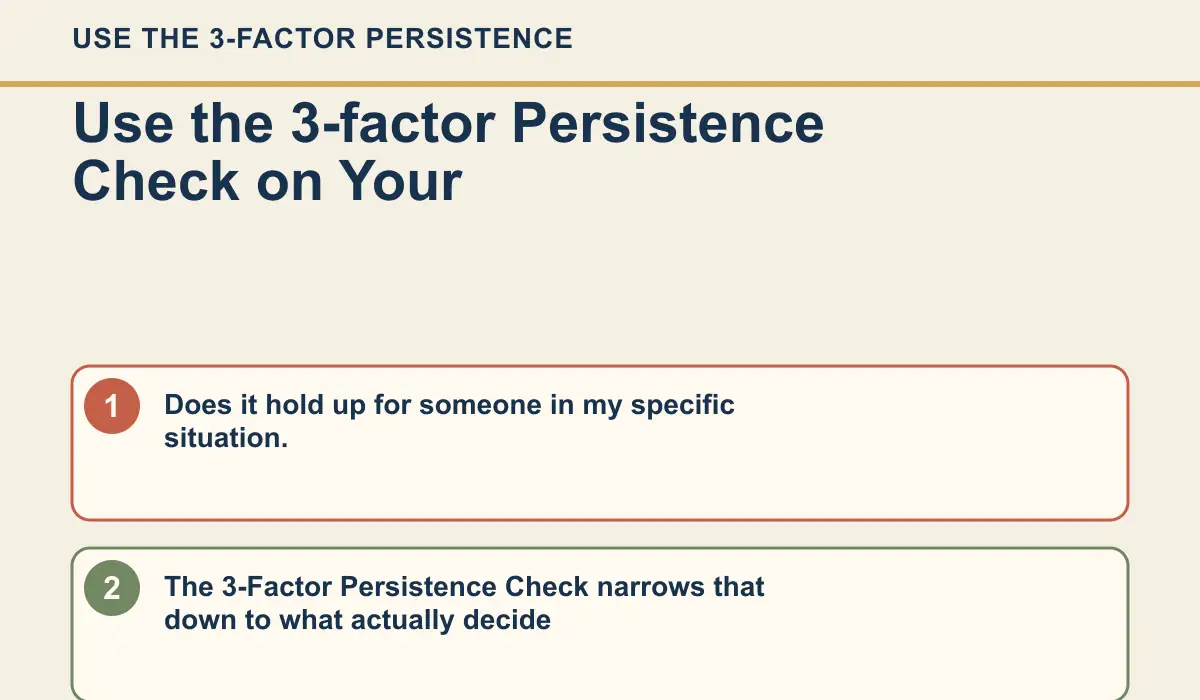 USE THE 3-FACTOR PERSISTENCE
Use the 3-factor Persistence
Check on Your
1
Does it hold up for someone in my specific
situation.
2
The 3-Factor Persistence Check narrows that
down to what actually decide